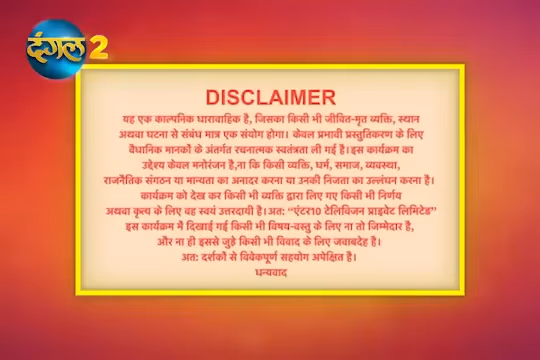 दंगल 2
DISCLAIMER
यह एक काल्पनिक धारावाहिक है, जिसका किसी भी जीवित-मृत व्यक्ति, स्थान
अथवा घटना से संबंध मात्र एक संयोग होगा। केवल प्रभावी प्रस्तुतिकरण के लिए
वैधानिक मानकों के अंतर्गत रचनात्मक स्वतंत्रता ली गई है। इस कार्यक्रम का
उद्देश्य केवल मनोरंजन है,ना कि किसी व्यक्ति, धर्म, समाज, व्यवस्था,
राजनैतिक संगठन या मान्यता का अनादर करना या उनकी निजता का उल्लंघन करना है।
कार्यक्रम को देख कर किसी भी व्यक्ति द्वारा लिए गए किसी भी निर्णय
अथवा कृत्य के लिए वह स्वयं उत्तरदायी है। अत: “एंटर10 टेलिविजन प्राइवेट लिमिटेड”
इस कार्यक्रम में दिखाई गई किसी भी विषय-वस्तु के लिए ना तो जिम्मेदार है,
और ना ही इससे जुड़े किसी भी विवाद के लिए जवाबदेह है।
अत: दर्शकों से विवेकपूर्ण सहयोग अपेक्षित है।
धन्यवाद